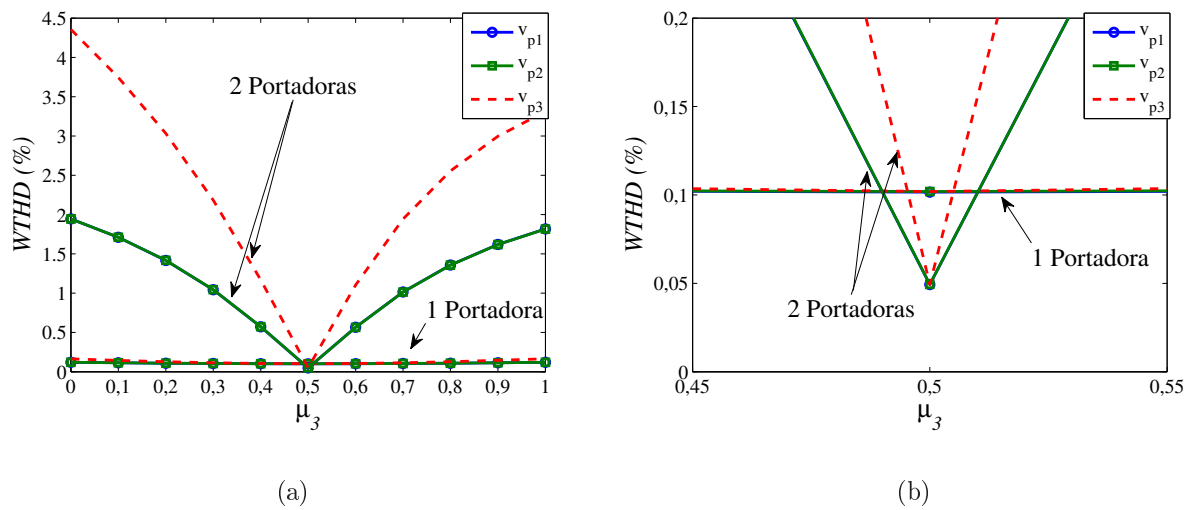 4.5
4
3.5
3
2.5
2
1.5
1
0.5
0
WTHD (%)
0 0,1 0,2 0,3 0,4 0,5 0,6 0,7 0,8 0,9 1
μ3
2 Portadoras
1 Portadora
vp1
vp2
vp3
(a)
0,2
0,15
0,1
0,05
0
WTHD (%)
0,45 0,5 0,55
μ3
1 Portadora
2 Portadoras
vp1
vp2
vp3
(b)